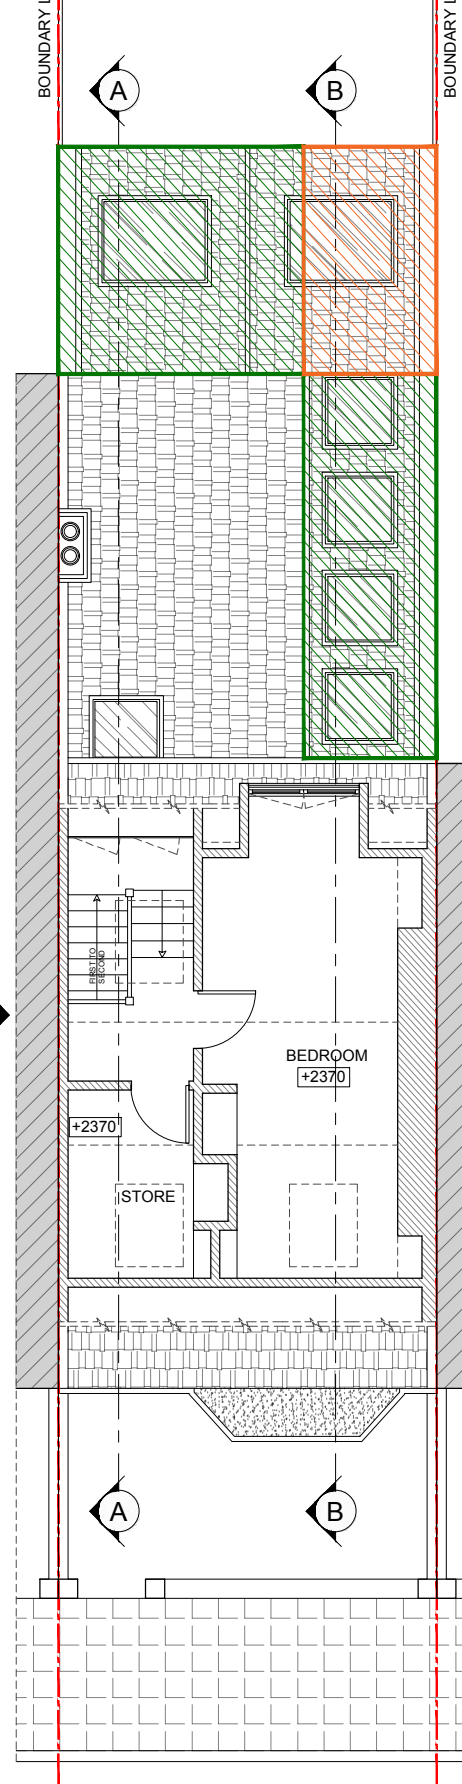 BOUNDARY L
BOUNDARY L
A
B
FIRST TO
SECOND
BEDROOM
+2370
+2370
STORE
A
B